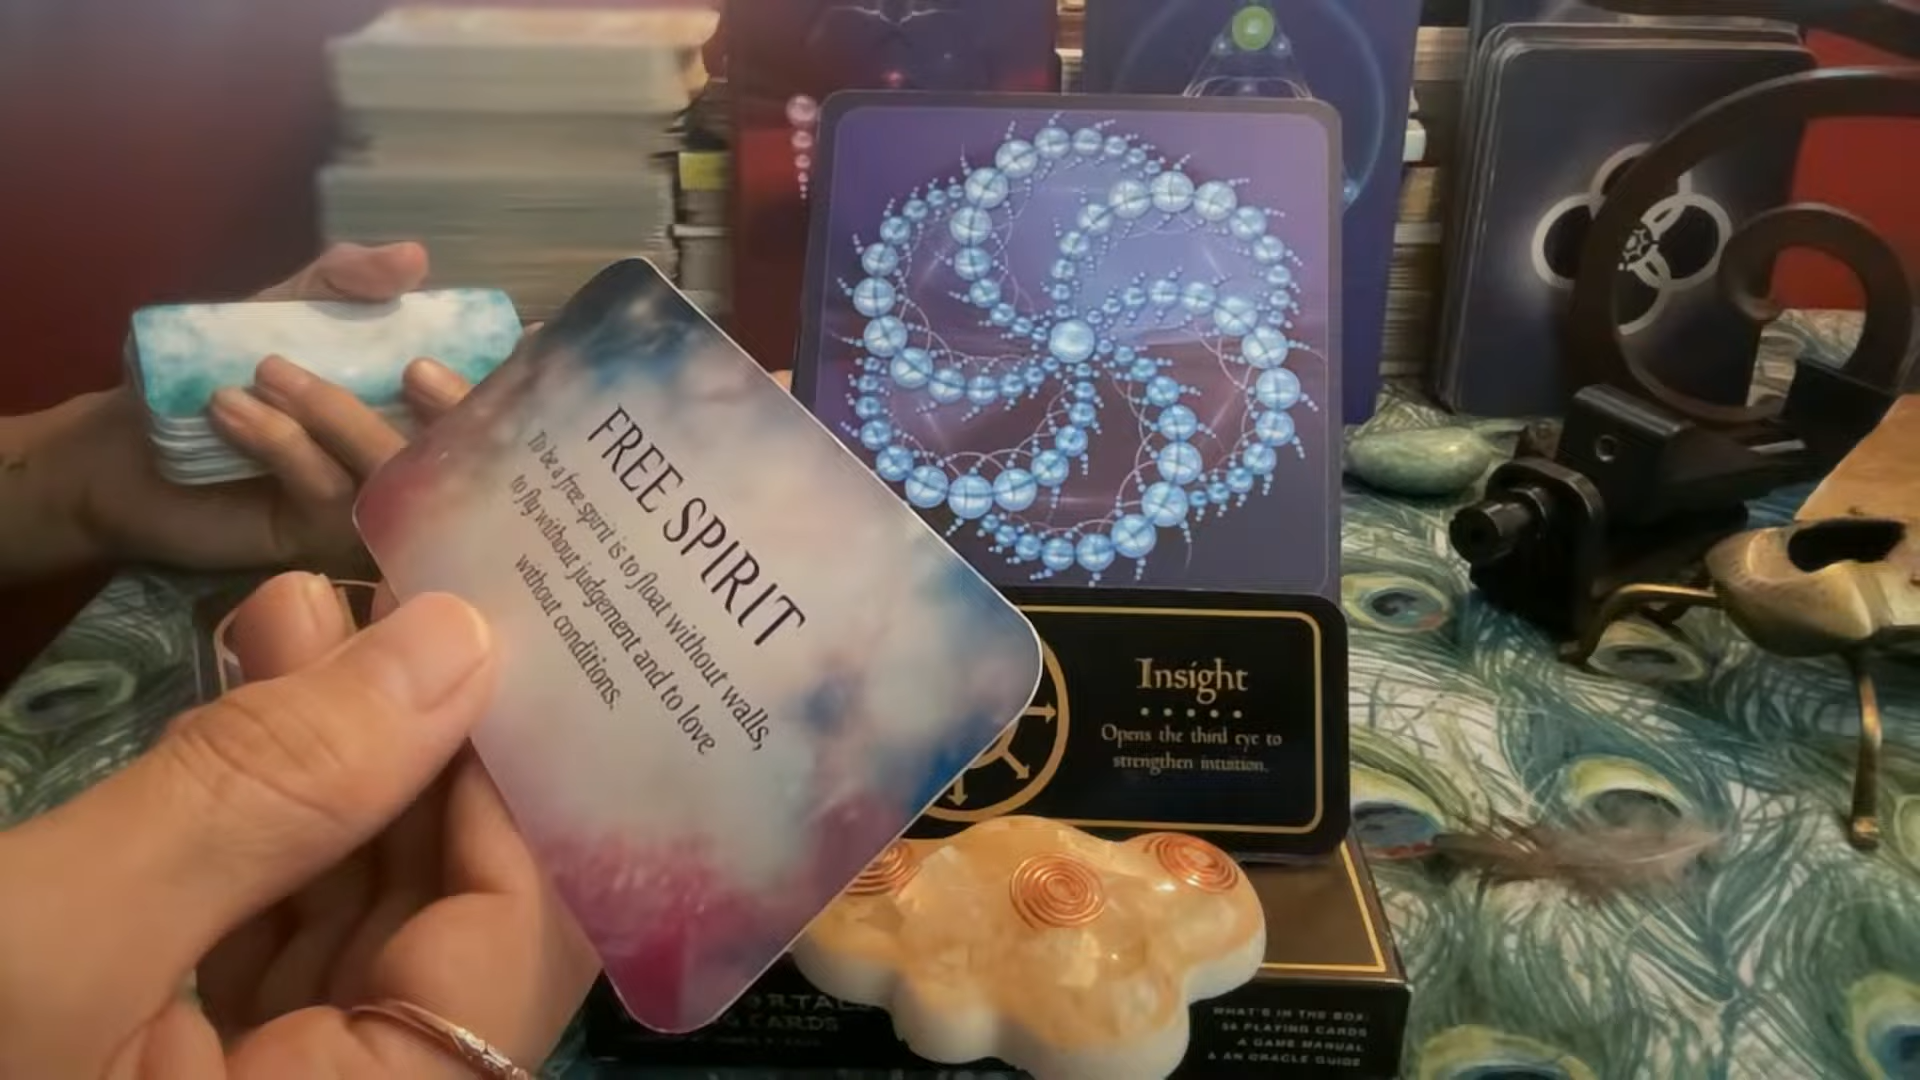 FREE SPIRIT
To be a free spirit is to float without walls,
to fly without judgement and to love
without conditions.
Insight
Opens the third eye to
strengthen intuition.
CARDS
WHAT'S IN THE BOX:
56 PLAYING CARDS
A GAME MANUAL
& AN ORACLE GUIDE